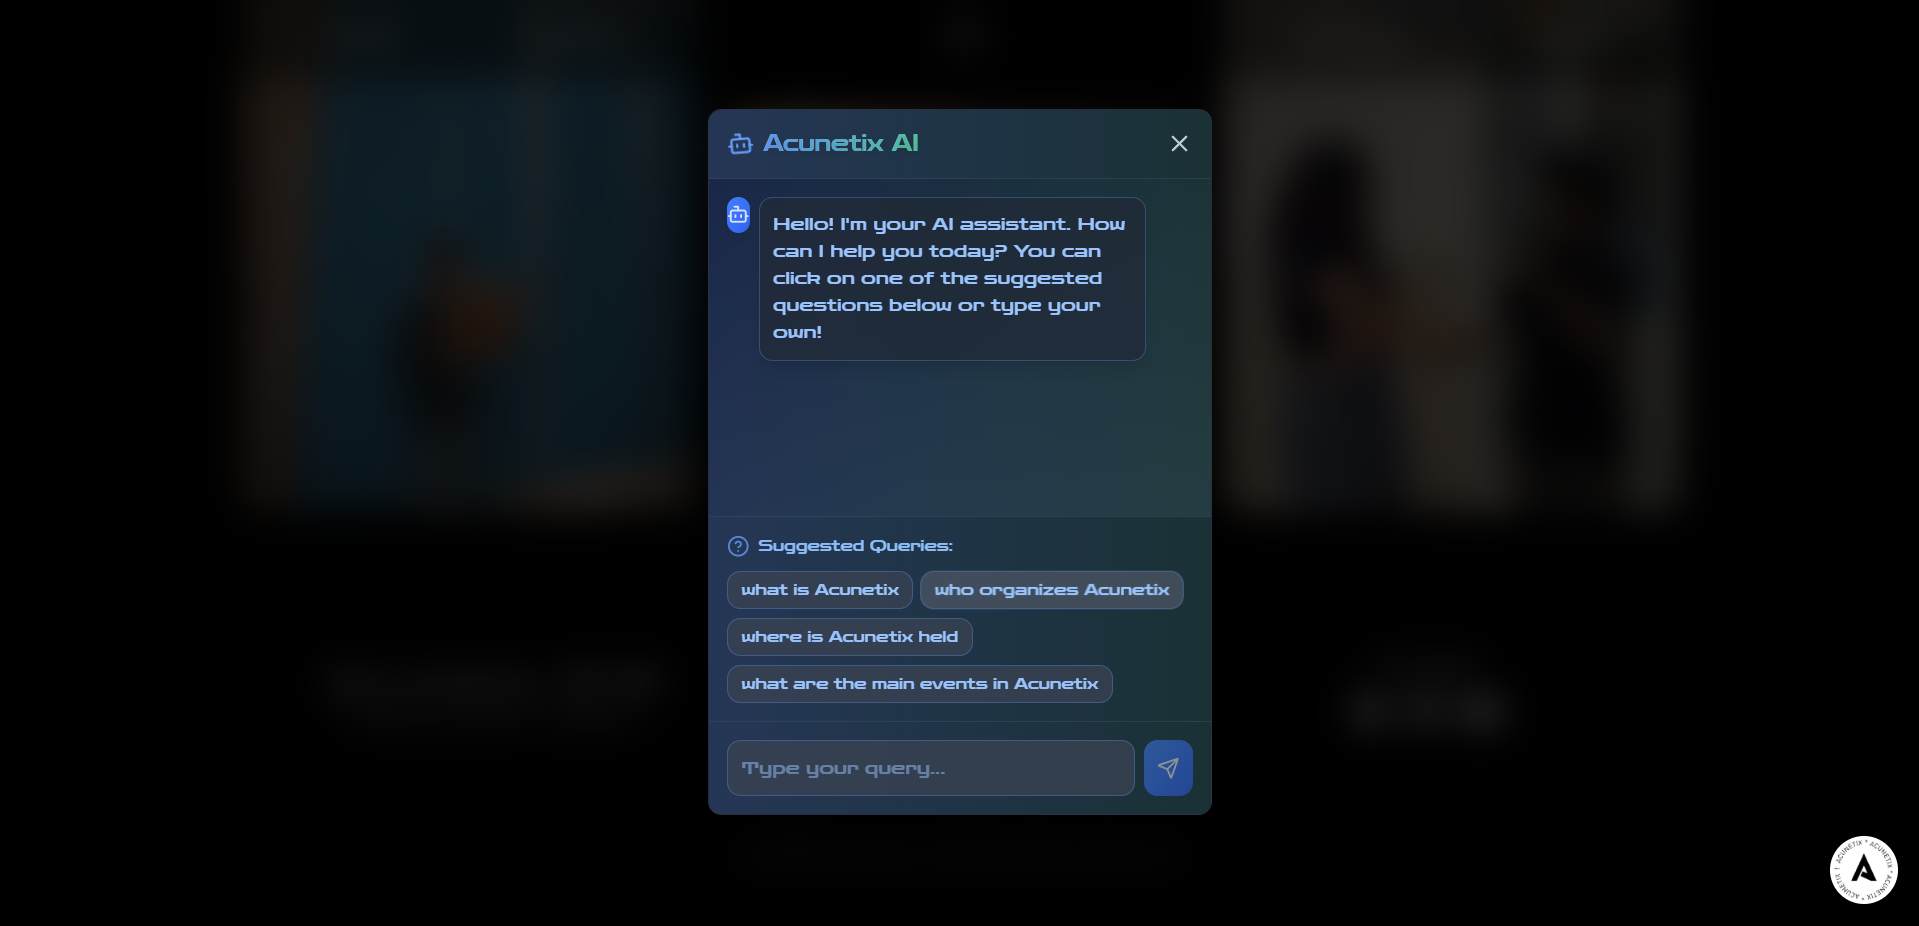 Acunetix AI
Hello! I'm your AI assistant. How
can I help you today? You can
click on one of the suggested
questions below or type your
own!
Suggested Queries:
what is Acunetix
who organizes Acunetix
where is Acunetix held
what are the main events in Acunetix
Type your query...
ACUNETIX * ACUNETIX * ACUNETIX * ACUNETIX *